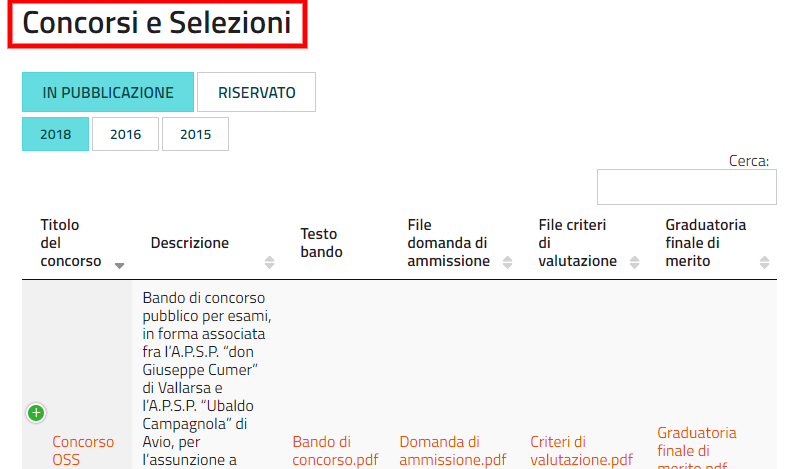 Concorsi e Selezioni
IN PUBBLICAZIONE
RISERVATO
2018
2016
2015
Cerca:
Titolo
del
concorso
Descrizione
Testo
bando
File
domanda di
ammissione
File criteri
di
valutazione
Graduatoria
finale di
merito
Concorso
OSS
Bando di concorso
pubblico per esami,
in forma associata
fra l'A.P.S.P. “don
Giuseppe Cumer”
di Vallarsa e
l'A.P.S.P. “Ubaldo
Campagnola” di
Avio, per
l'assunzione a
Bando di
concorso.pdf
Domanda di
ammissione.pdf
Criteri di
valutazione.pdf
Graduatoria
finale di
merito.pdf